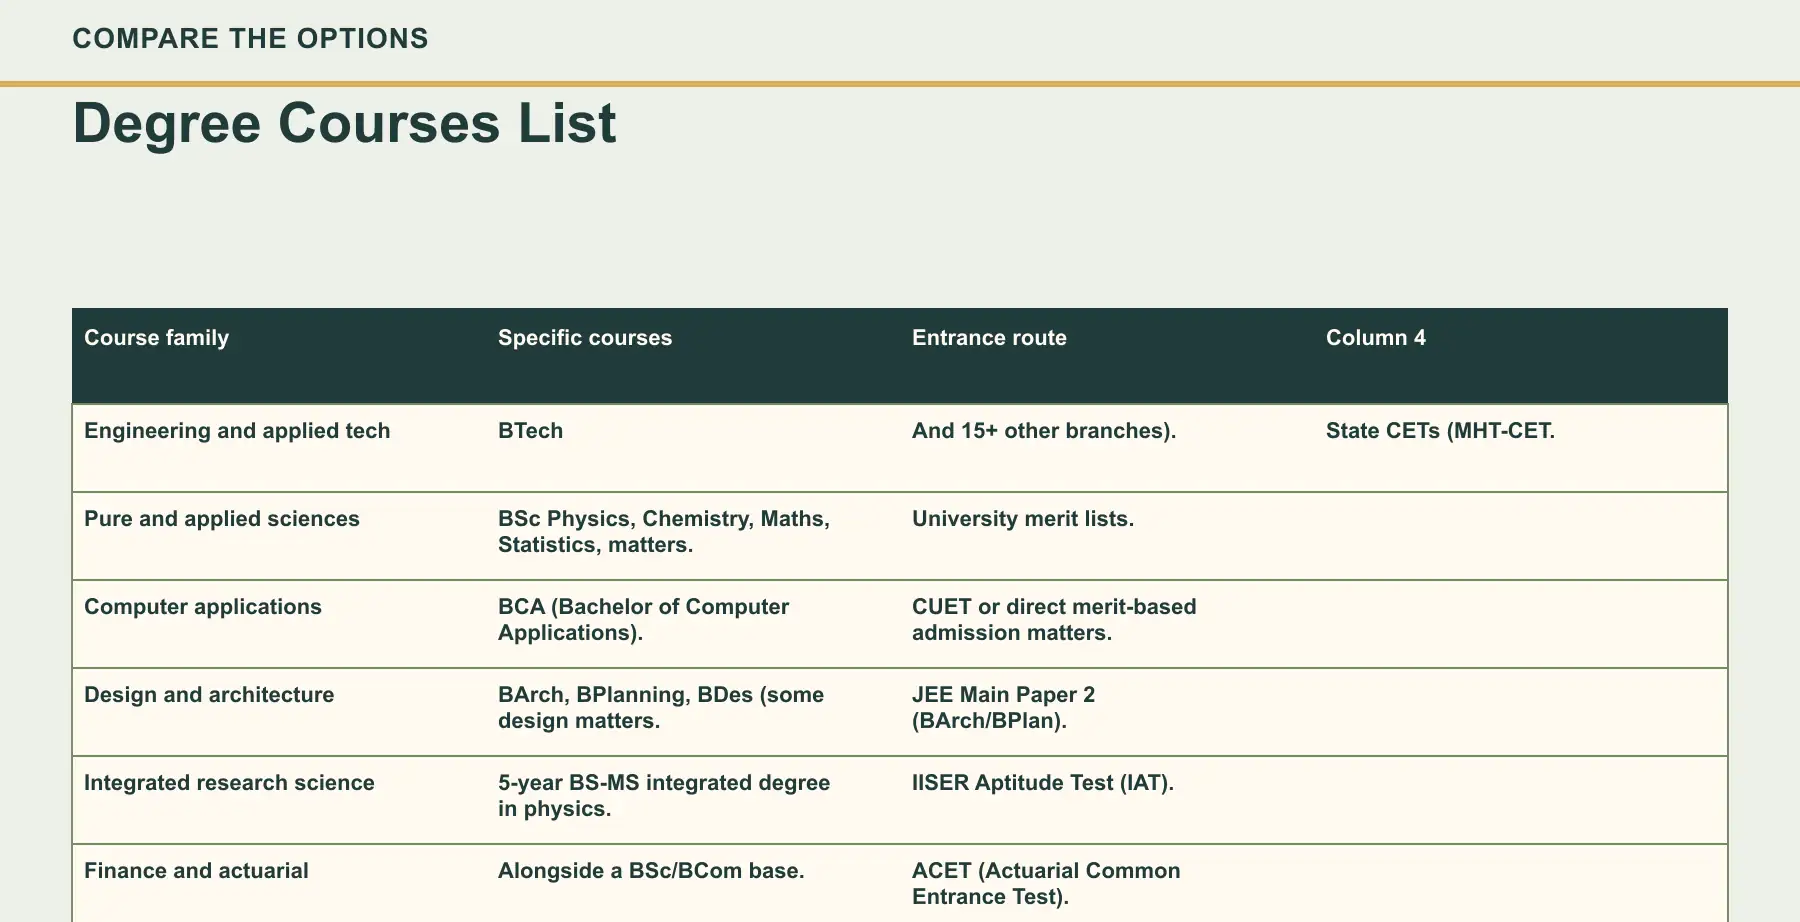 COMPARE THE OPTIONS
Degree Courses List
Course family Specific courses Entrance route Column 4
Engineering and applied tech BTech And 15+ other branches). State CETs (MHT-CET.
Pure and applied sciences BSc Physics, Chemistry, Maths, University merit lists.
Statistics, matters.
Computer applications BCA (Bachelor of Computer CUET or direct merit-based
Applications). admission matters.
Design and architecture BArch, BPlanning, BDes (some JEE Main Paper 2
design matters. (BArch/BPlan).
Integrated research science 5-year BS-MS integrated degree IISER Aptitude Test (IAT).
in physics.
Finance and actuarial Alongside a BSc/BCom base. ACET (Actuarial Common
Entrance Test).